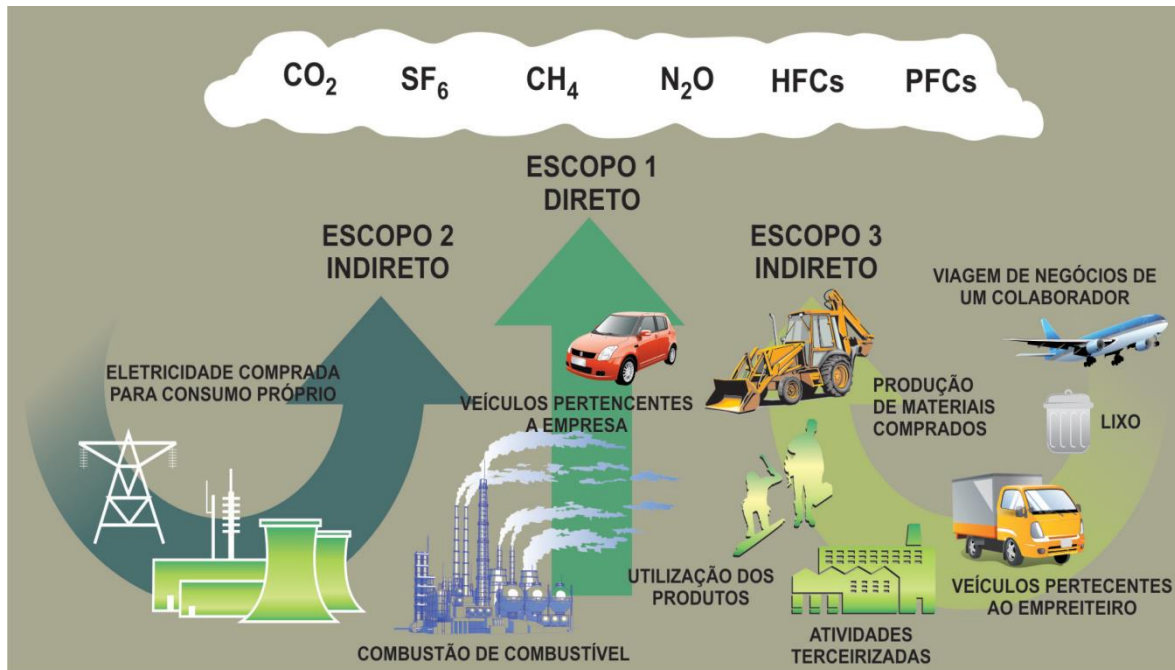 CO₂ SF₆ CH₄ N₂O HFCs PFCs
ESCOPO 1
DIRETO
ESCOPO 2
INDIRETO
ESCOPO 3
INDIRETO
VIAGEM DE NEGÓCIOS DE
UM COLABORADOR
ELETRICIDADE COMPRADA
PARA CONSUMO PRÓPRIO
VEÍCULOS PERTENCENTES
A EMPRESA
PRODUÇÃO
DE MATERIAIS
COMPRADOS
LIXO
UTILIZAÇÃO DOS
PRODUTOS
VEÍCULOS PERTECENTES
AO EMPREITEIRO
COMBUSTÃO DE COMBUSTÍVEL
ATIVIDADES
TERCEIRIZADAS